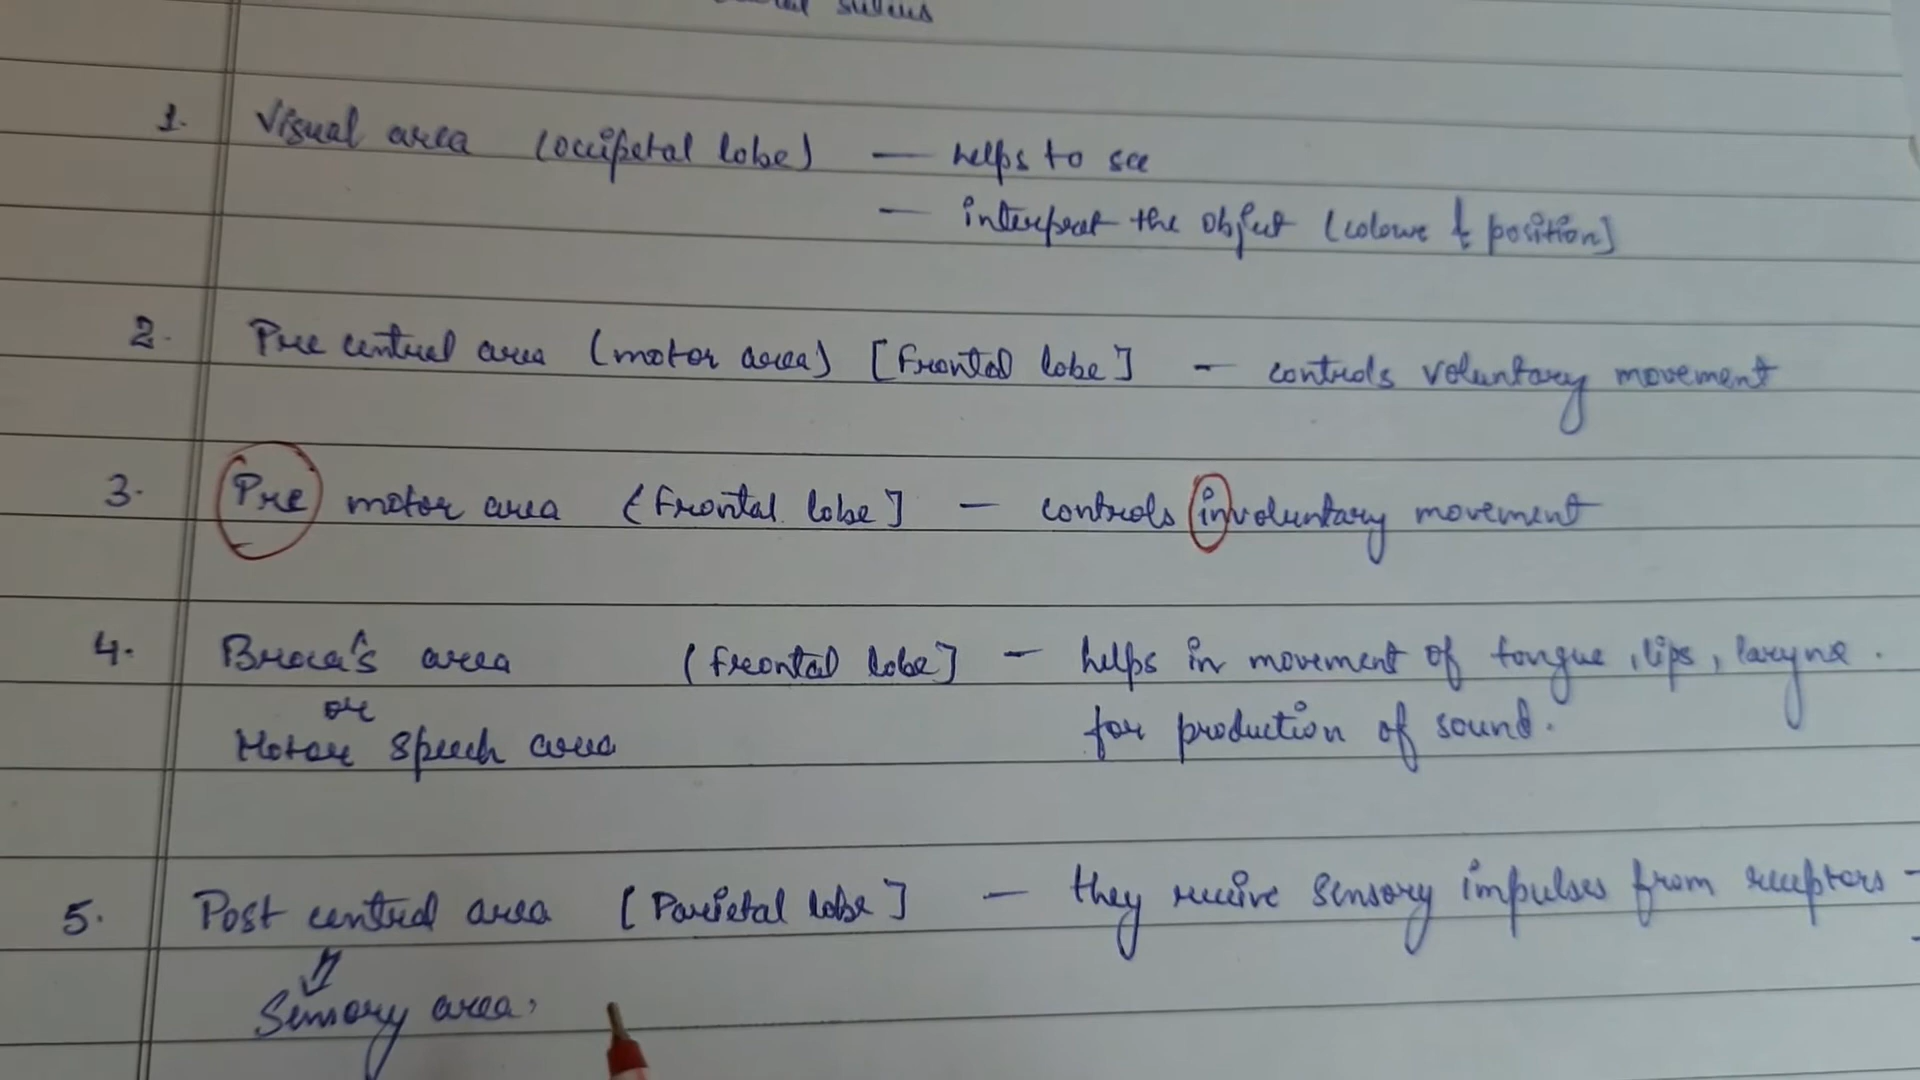 sulcus
1. Visual area (occipetal lobe) — helps to see
— interpret the object (colour & position)
2. Pre central area (motor area) [frontal lobe] — controls voluntary movement
3. Pre motor area (frontal lobe] — controls involuntary movement
4. Broca's area (frontal lobe] — helps in movement of tongue, lips, larynx.
or
Motor speech area for production of sound.
5. Post central area [Parietal lobe] — they receive sensory impulses from receptors -
Sensory area,